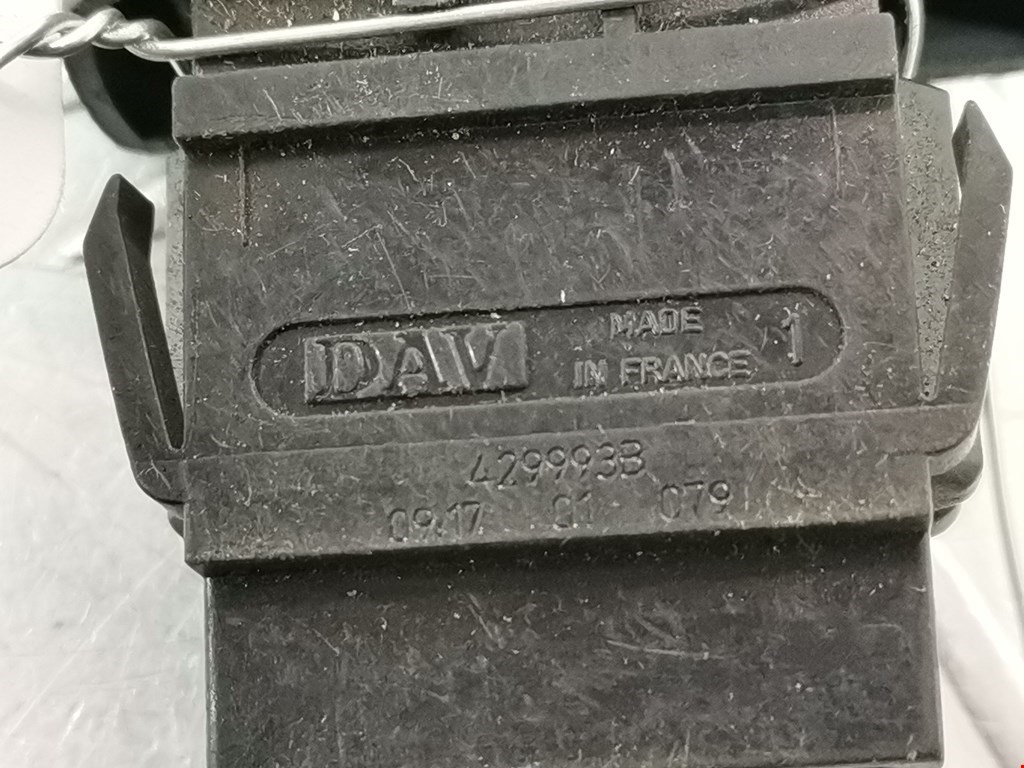 DAV MADE IN FRANCE 1
429993B
09.17 01 079